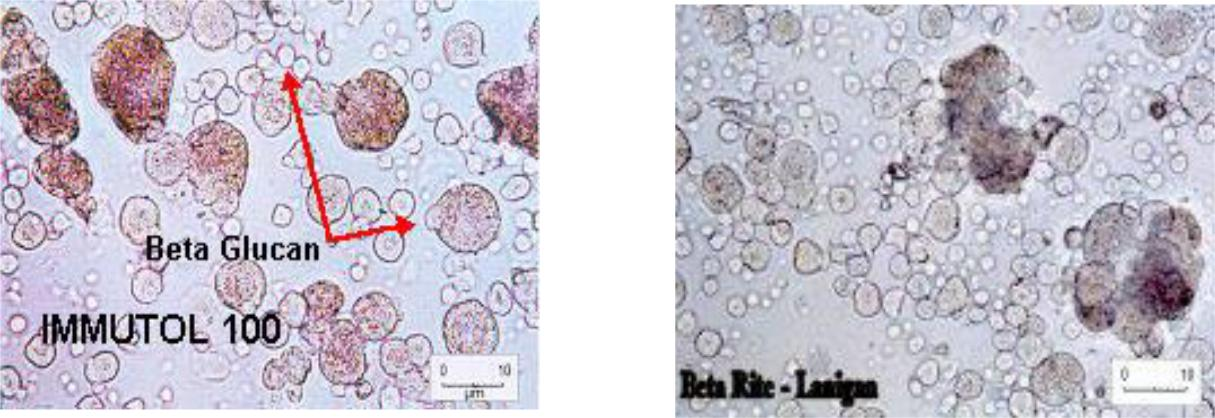 Beta Glucan
IMMUTOL 100
0 10
μm
Beta Rite - Lanigan
0 10